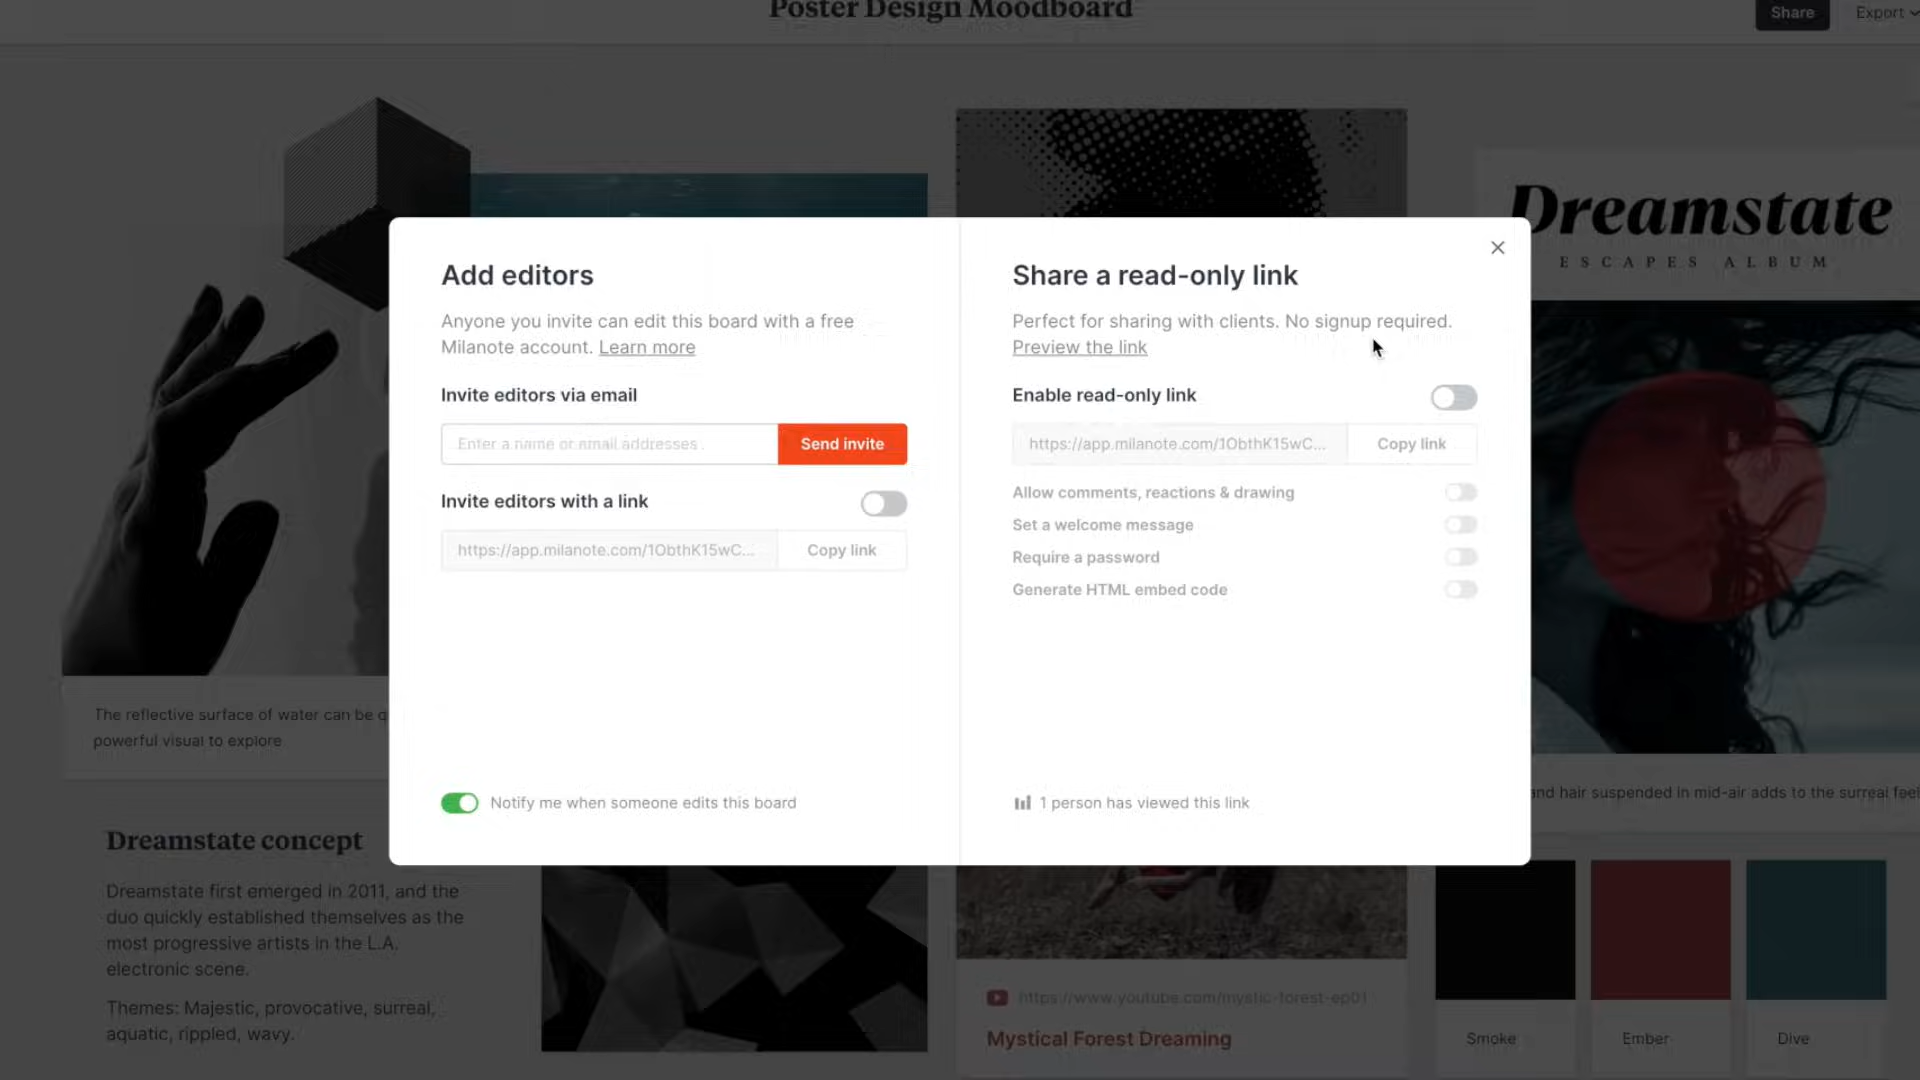 Poster Design Moodboard
Share
Export
Dreamstate
ESCAPES ALBUM
Add editors
Anyone you invite can edit this board with a free
Milanote account. Learn more
Invite editors via email
Enter a name or email addresses .
Send invite
Invite editors with a link
https://app.milanote.com/1ObthK15wC...
Copy link
Notify me when someone edits this board
Share a read-only link
Perfect for sharing with clients. No signup required.
Preview the link
Enable read-only link
https://app.milanote.com/1ObthK15wC...
Copy link
Allow comments, reactions & drawing
Set a welcome message
Require a password
Generate HTML embed code
1 person has viewed this link
The reflective surface of water can be
powerful visual to explore
and hair suspended in mid-air adds to the surreal feel
Dreamstate concept
Dreamstate first emerged in 2011, and the
duo quickly established themselves as the
most progressive artists in the L.A.
electronic scene.
Themes: Majestic, provocative, surreal,
aquatic, rippled, wavy.
https://www.youtube.com/mystic-forest-ep01
Mystical Forest Dreaming
Smoke
Ember
Dive